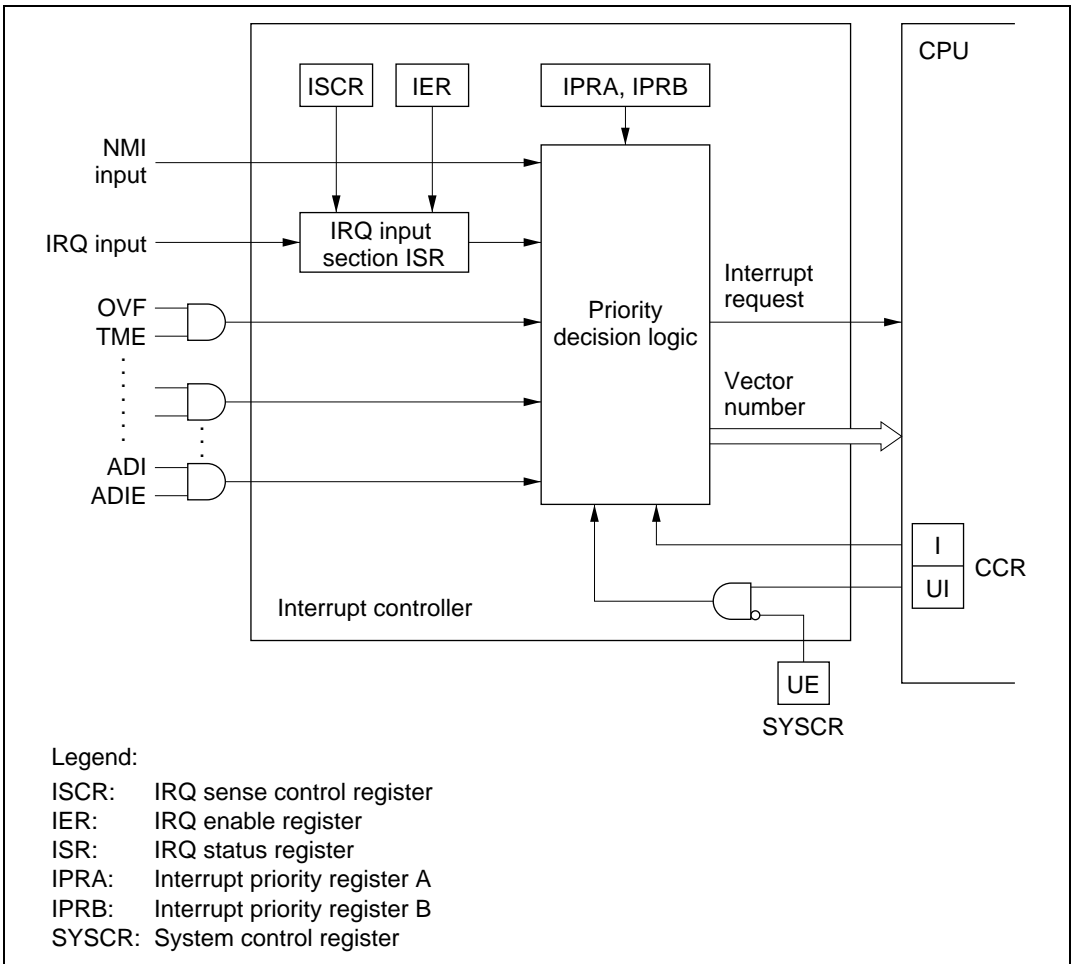 CPU
ISCR
IER
IPRA, IPRB
NMI
input
IRQ input
IRQ input
section ISR
OVF
TME
Priority
decision logic
Interrupt
request
Vector
number
ADI
ADIE
I
UI
CCR
Interrupt controller
UE
SYSCR
Legend:
ISCR: IRQ sense control register
IER: IRQ enable register
ISR: IRQ status register
IPRA: Interrupt priority register A
IPRB: Interrupt priority register B
SYSCR: System control register